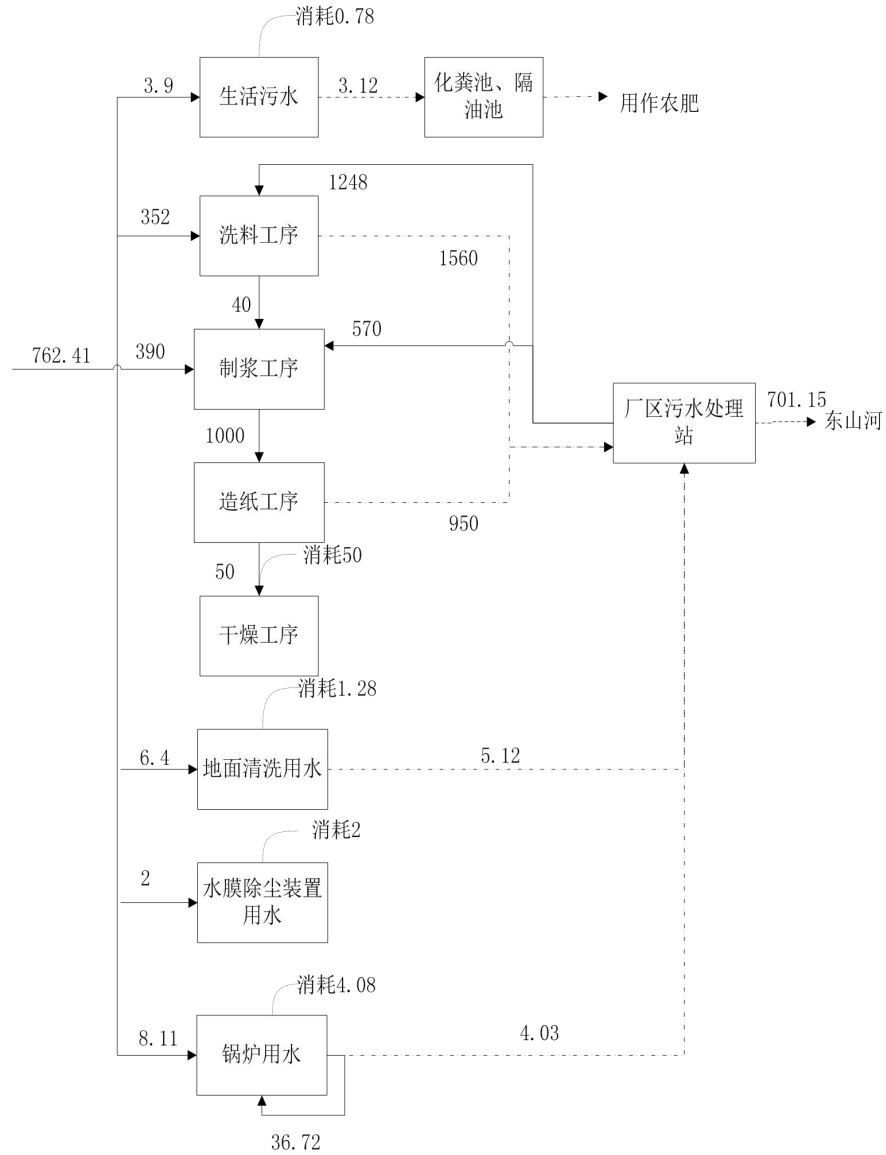 消耗0.78
3.9
生活污水
3.12
化粪池、隔
油池
用作农肥
1248
352
洗料工序
1560
40
570
762.41
390
制浆工序
厂区污水处理
站
701.15
东山河
1000
造纸工序
950
消耗50
50
干燥工序
消耗1.28
6.4
地面清洗用水
5.12
消耗2
2
水膜除尘装置
用水
消耗4.08
8.11
锅炉用水
4.03
36.72